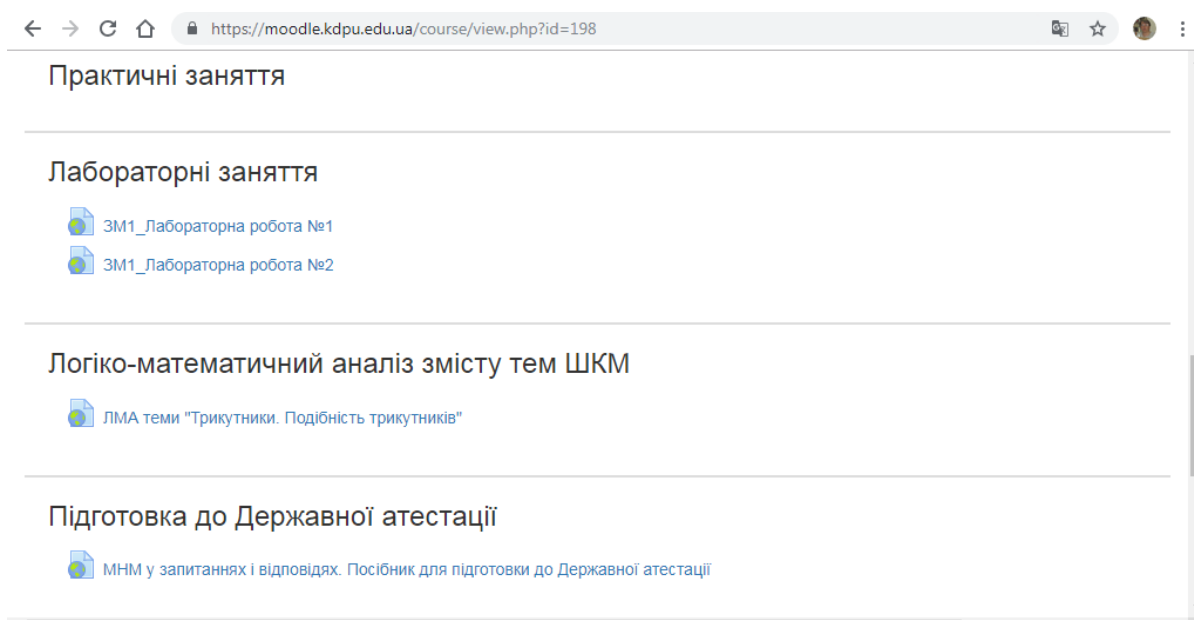 https://moodle.kdpu.edu.ua/course/view.php?id=198
Практичні заняття
Лабораторні заняття
ЗМ1_Лабораторна робота №1
ЗМ1_Лабораторна робота №2
Логіко-математичний аналіз змісту тем ШКМ
ЛМА теми "Трикутники. Подібність трикутників"
Підготовка до Державної атестації
МНМ у запитаннях і відповідях. Посібник для підготовки до Державної атестації